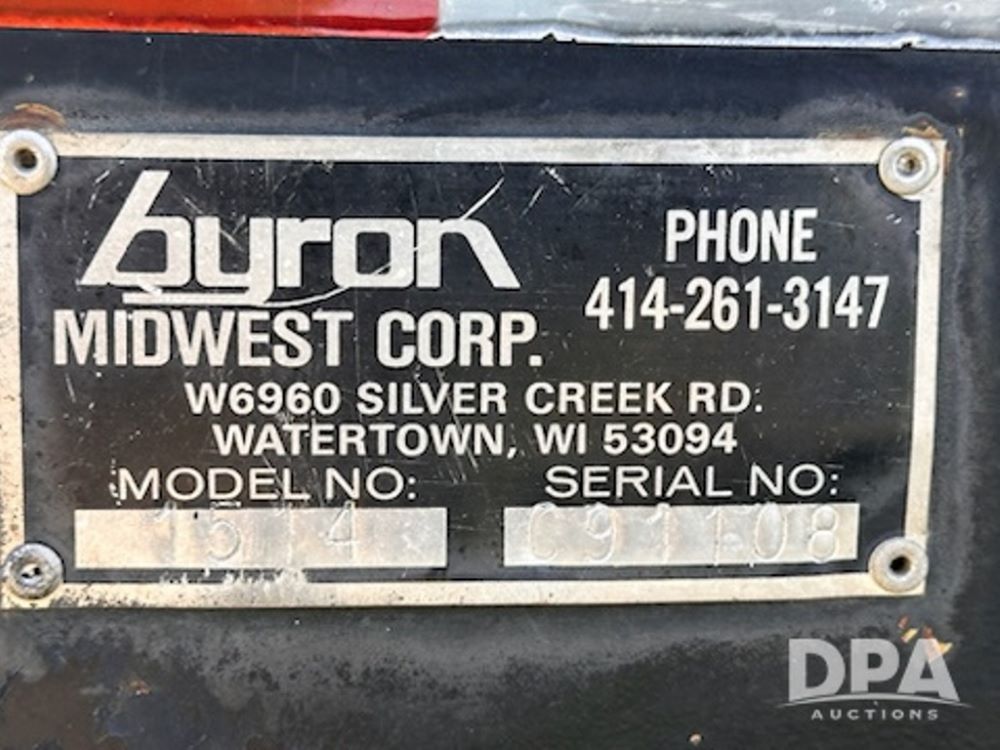 byron
MIDWEST CORP.
PHONE
414-261-3147
W6960 SILVER CREEK RD.
WATERTOWN, WI 53094
MODEL NO: SERIAL NO:
1514 C91108
DPA
AUCTIONS